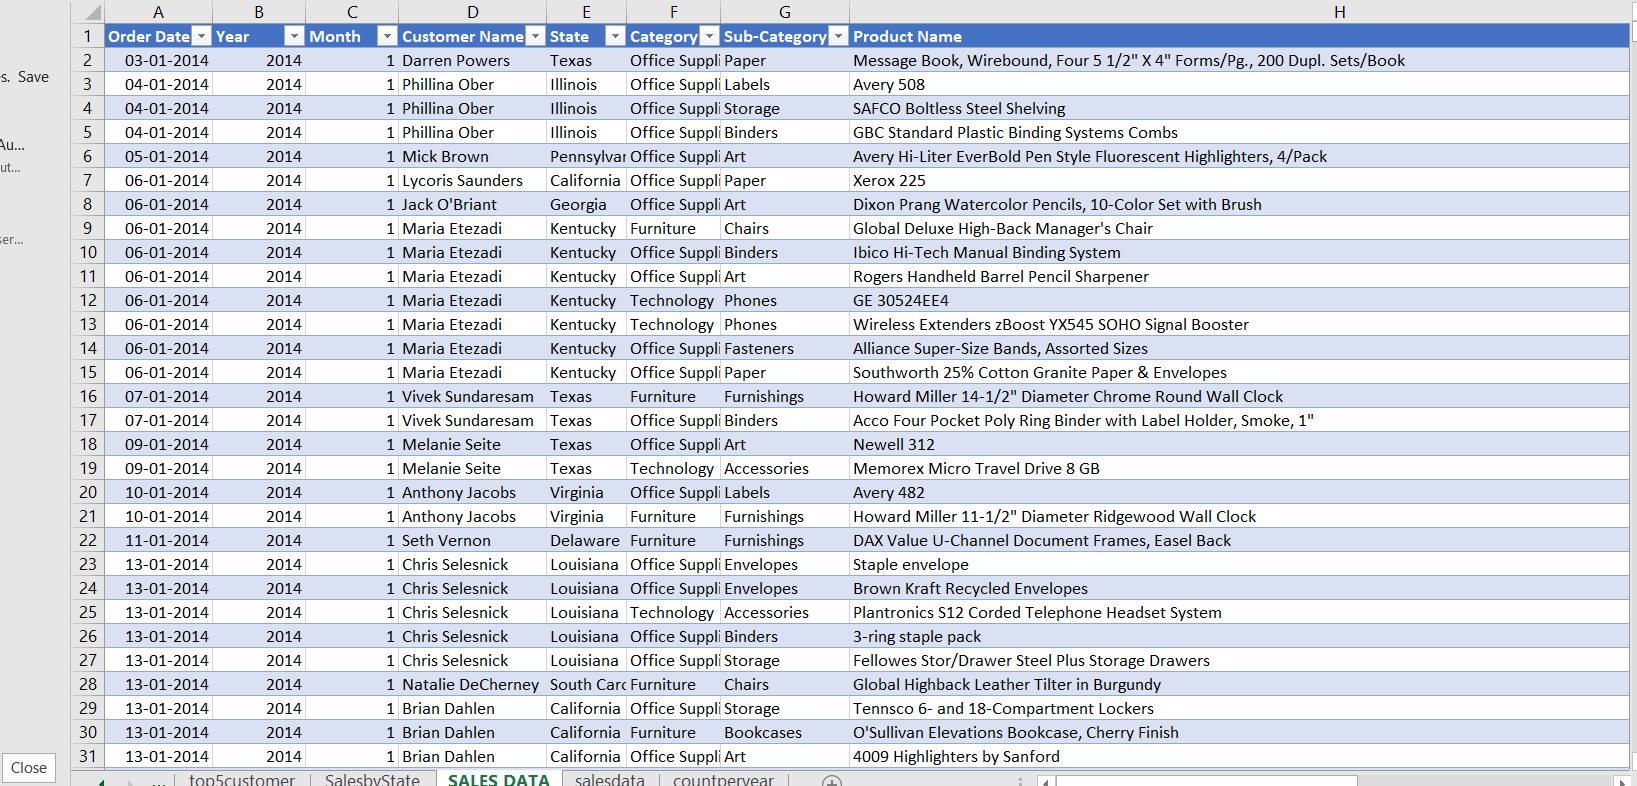 A B C D E F G H
1 Order Date Year Month Customer Name State Category Sub-Category Product Name
2 03-01-2014 2014 1 Darren Powers Texas Office Suppli Paper Message Book, Wirebound, Four 5 1/2" X 4" Forms/Pg., 200 Dupl. Sets/Book
s. Save
3 04-01-2014 2014 1 Phillina Ober Illinois Office Suppli Labels Avery 508
4 04-01-2014 2014 1 Phillina Ober Illinois Office Suppli Storage SAFCO Boltless Steel Shelving
5 04-01-2014 2014 1 Phillina Ober Illinois Office Suppli Binders GBC Standard Plastic Binding Systems Combs
Au...
6 05-01-2014 2014 1 Mick Brown Pennsylvar Office Suppli Art Avery Hi-Liter EverBold Pen Style Fluorescent Highlighters, 4/Pack
ut...
7 06-01-2014 2014 1 Lycoris Saunders California Office Suppli Paper Xerox 225
8 06-01-2014 2014 1 Jack O'Briant Georgia Office Suppli Art Dixon Prang Watercolor Pencils, 10-Color Set with Brush
9 06-01-2014 2014 1 Maria Etezadi Kentucky Furniture Chairs Global Deluxe High-Back Manager's Chair
ser...
10 06-01-2014 2014 1 Maria Etezadi Kentucky Office Suppli Binders Ibico Hi-Tech Manual Binding System
11 06-01-2014 2014 1 Maria Etezadi Kentucky Office Suppli Art Rogers Handheld Barrel Pencil Sharpener
12 06-01-2014 2014 1 Maria Etezadi Kentucky Technology Phones GE 30524EE4
13 06-01-2014 2014 1 Maria Etezadi Kentucky Technology Phones Wireless Extenders zBoost YX545 SOHO Signal Booster
14 06-01-2014 2014 1 Maria Etezadi Kentucky Office Suppli Fasteners Alliance Super-Size Bands, Assorted Sizes
15 06-01-2014 2014 1 Maria Etezadi Kentucky Office Suppli Paper Southworth 25% Cotton Granite Paper & Envelopes
16 07-01-2014 2014 1 Vivek Sundaresam Texas Furniture Furnishings Howard Miller 14-1/2" Diameter Chrome Round Wall Clock
17 07-01-2014 2014 1 Vivek Sundaresam Texas Office Suppli Binders Acco Four Pocket Poly Ring Binder with Label Holder, Smoke, 1"
18 09-01-2014 2014 1 Melanie Seite Texas Office Suppli Art Newell 312
19 09-01-2014 2014 1 Melanie Seite Texas Technology Accessories Memorex Micro Travel Drive 8 GB
20 10-01-2014 2014 1 Anthony Jacobs Virginia Office Suppli Labels Avery 482
21 10-01-2014 2014 1 Anthony Jacobs Virginia Furniture Furnishings Howard Miller 11-1/2" Diameter Ridgewood Wall Clock
22 11-01-2014 2014 1 Seth Vernon Delaware Furniture Furnishings DAX Value U-Channel Document Frames, Easel Back
23 13-01-2014 2014 1 Chris Selesnick Louisiana Office Suppli Envelopes Staple envelope
24 13-01-2014 2014 1 Chris Selesnick Louisiana Office Suppli Envelopes Brown Kraft Recycled Envelopes
25 13-01-2014 2014 1 Chris Selesnick Louisiana Technology Accessories Plantronics S12 Corded Telephone Headset System
26 13-01-2014 2014 1 Chris Selesnick Louisiana Office Suppli Binders 3-ring staple pack
27 13-01-2014 2014 1 Chris Selesnick Louisiana Office Suppli Storage Fellowes Stor/Drawer Steel Plus Storage Drawers
28 13-01-2014 2014 1 Natalie DeCherney South Carc Furniture Chairs Global Highback Leather Tilter in Burgundy
29 13-01-2014 2014 1 Brian Dahlen California Office Suppli Storage Tennsco 6- and 18-Compartment Lockers
30 13-01-2014 2014 1 Brian Dahlen California Furniture Bookcases O'Sullivan Elevations Bookcase, Cherry Finish
31 13-01-2014 2014 1 Brian Dahlen California Office Suppli Art 4009 Highlighters by Sanford
Close
... top5customer SalesbyState SALES DATA salesdata countperyear